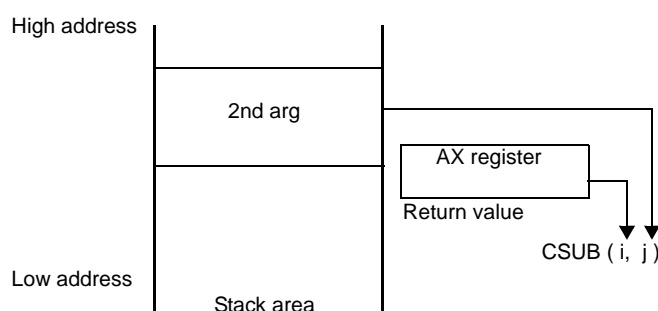 High address
2nd arg
AX register
Return value
CSUB ( i, j )
Low address
Stack area